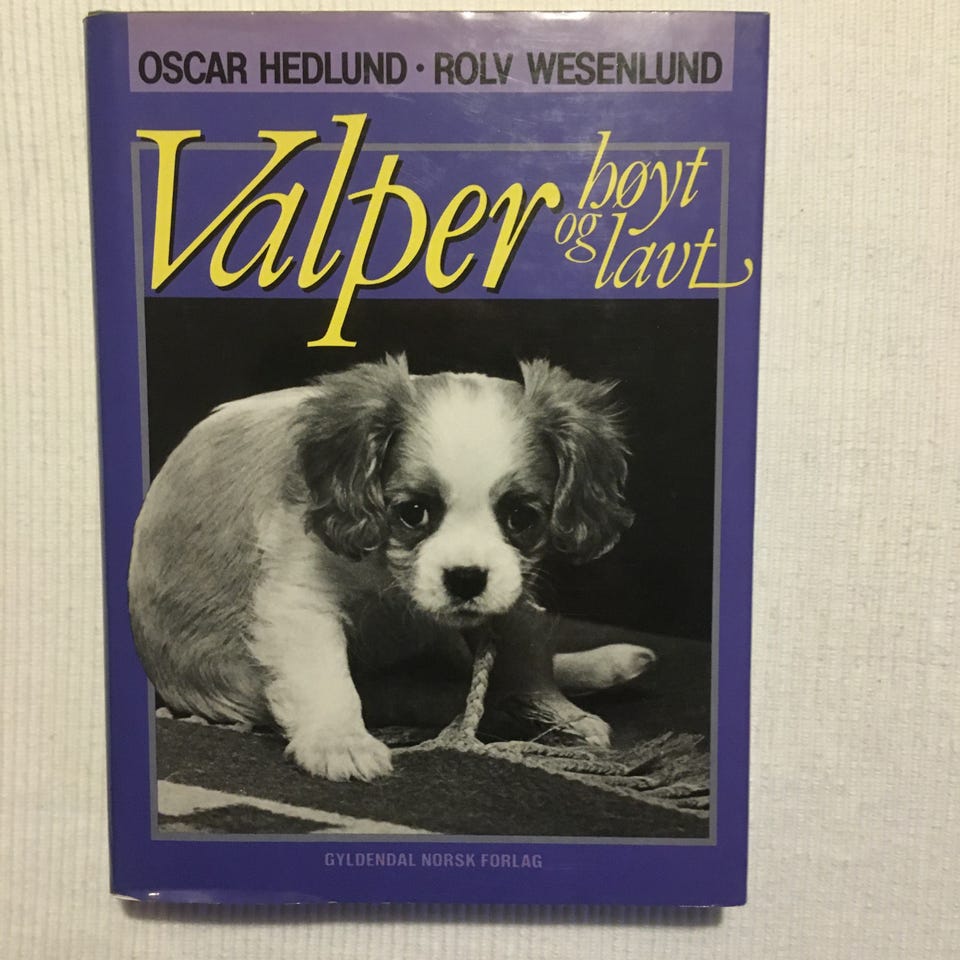 OSCAR HEDLUND · ROLV WESENLUND
Valper høyt
og lavt
GYLDENDAL NORSK FORLAG